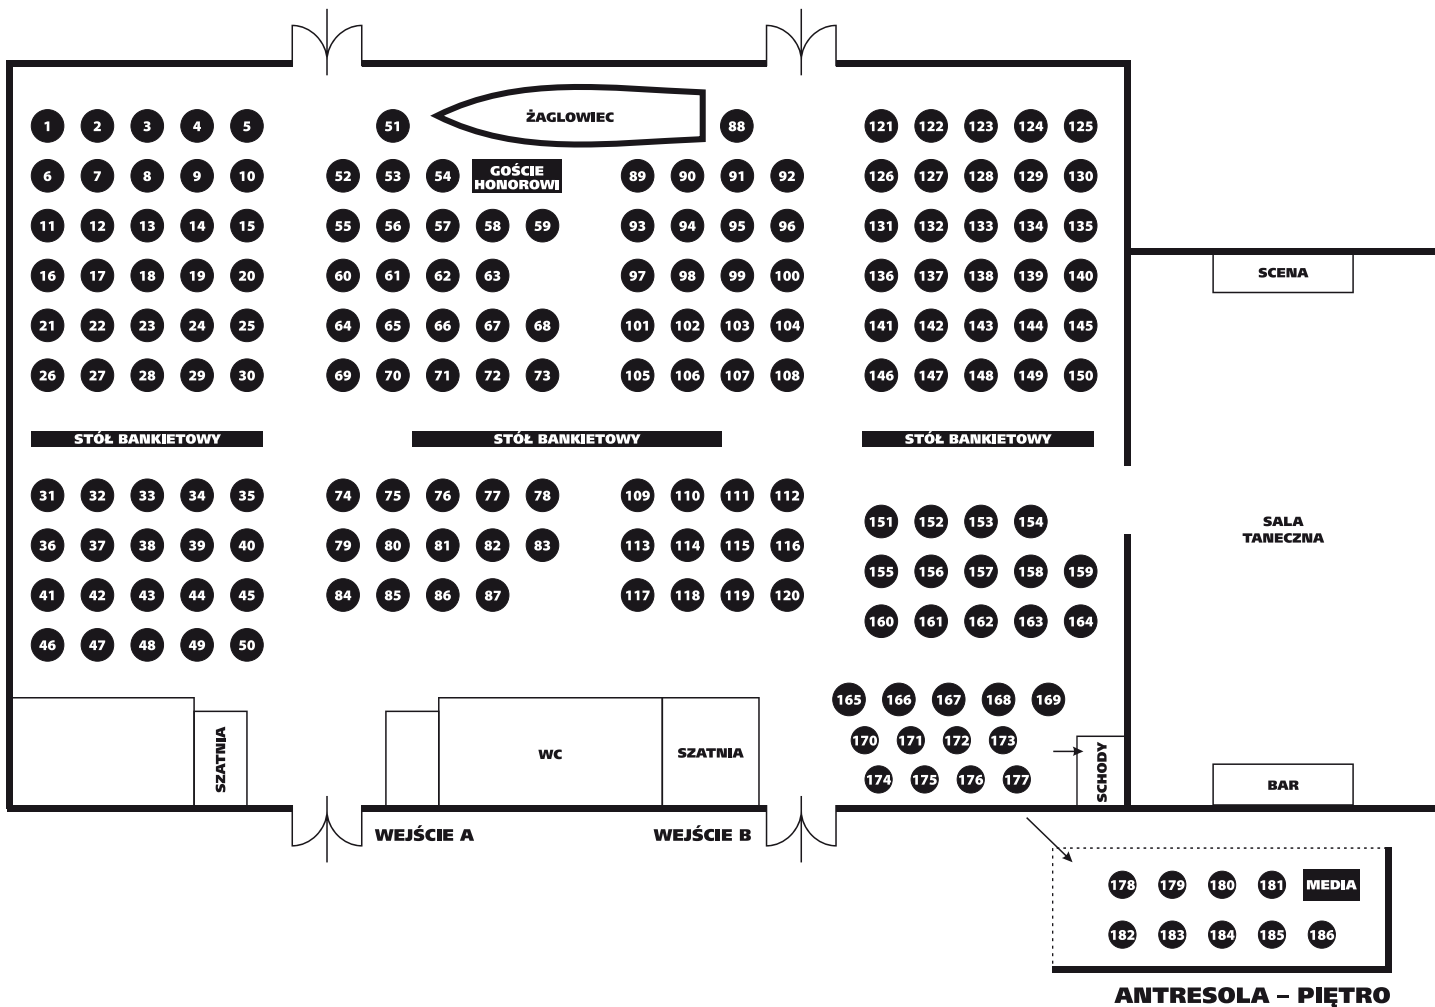 ŻAGLOWIEC
1 2 3 4 5 51 88 121 122 123 124 125
GOŚCIE
HONOROWI
6 7 8 9 10 52 53 54 89 90 91 92 126 127 128 129 130
11 12 13 14 15 55 56 57 58 59 93 94 95 96 131 132 133 134 135
16 17 18 19 20 60 61 62 63 97 98 99 100 136 137 138 139 140
SCENA
21 22 23 24 25 64 65 66 67 68 101 102 103 104 141 142 143 144 145
26 27 28 29 30 69 70 71 72 73 105 106 107 108 146 147 148 149 150
STÓŁ BANKIETOWY
STÓŁ BANKIETOWY
STÓŁ BANKIETOWY
31 32 33 34 35 74 75 76 77 78 109 110 111 112
151 152 153 154
SALA
TANECZNA
36 37 38 39 40 79 80 81 82 83 113 114 115 116
155 156 157 158 159
41 42 43 44 45 84 85 86 87 117 118 119 120
160 161 162 163 164
46 47 48 49 50
165 166 167 168 169
170 171 172 173
174 175 176 177
SZATNIA
WC
SZATNIA
SCHODY
BAR
WEJŚCIE A
WEJŚCIE B
178 179 180 181 MEDIA
182 183 184 185 186
ANTRESOLA – PIĘTRO